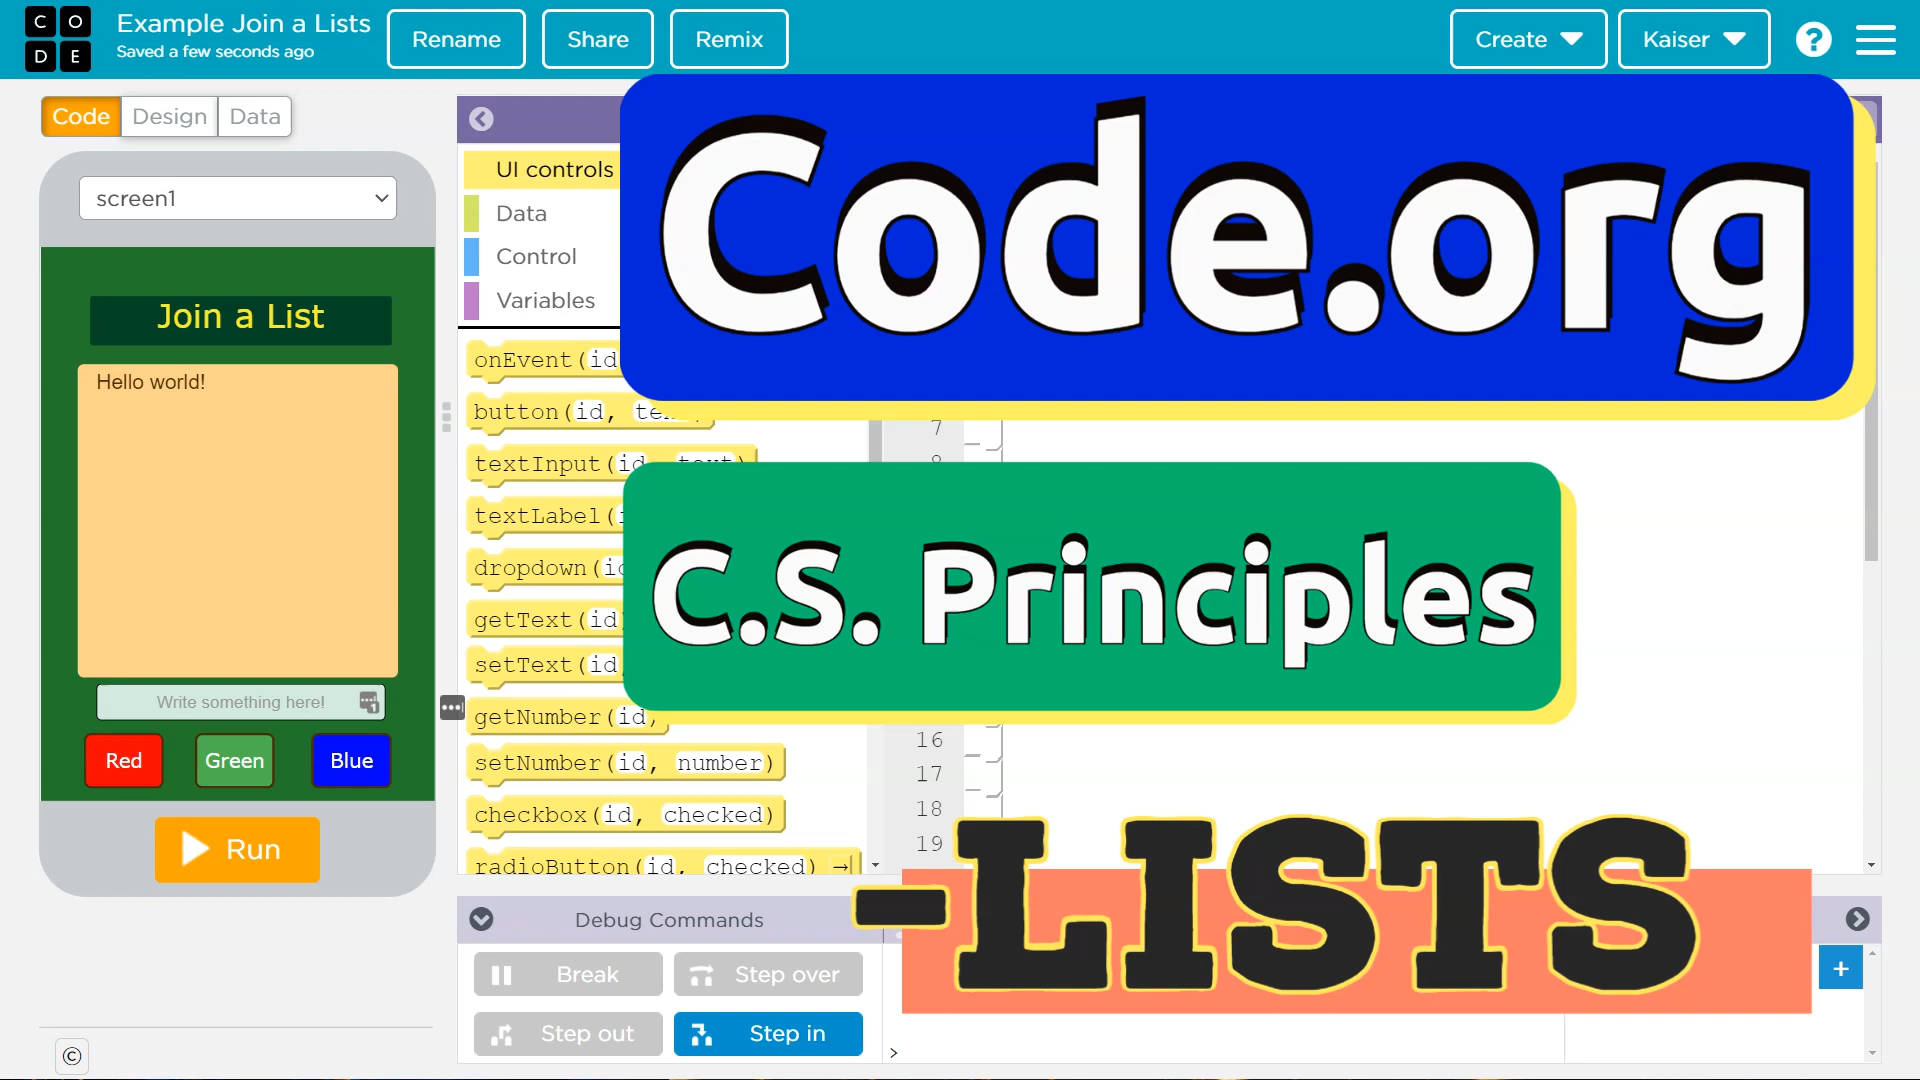 C O D E
Example Join a Lists
Saved a few seconds ago
Rename
Share
Remix
Create
Kaiser
?
Code
Design
Data
screen1
Join a List
Hello world!
Write something here!
Red
Green
Blue
Run
©
UI controls
Data
Control
Variables
onEvent(id
button(id,
textInput(id, text)
textLabel(
dropdown(
getText(id)
setText(id,
getNumber(id,
setNumber(id, number)
checkbox(id, checked)
radioButton(id, checked)
7
16
17
18
19
Code.org
C.S. Principles
-LISTS
Debug Commands
Break
Step over
Step out
Step in
+
>